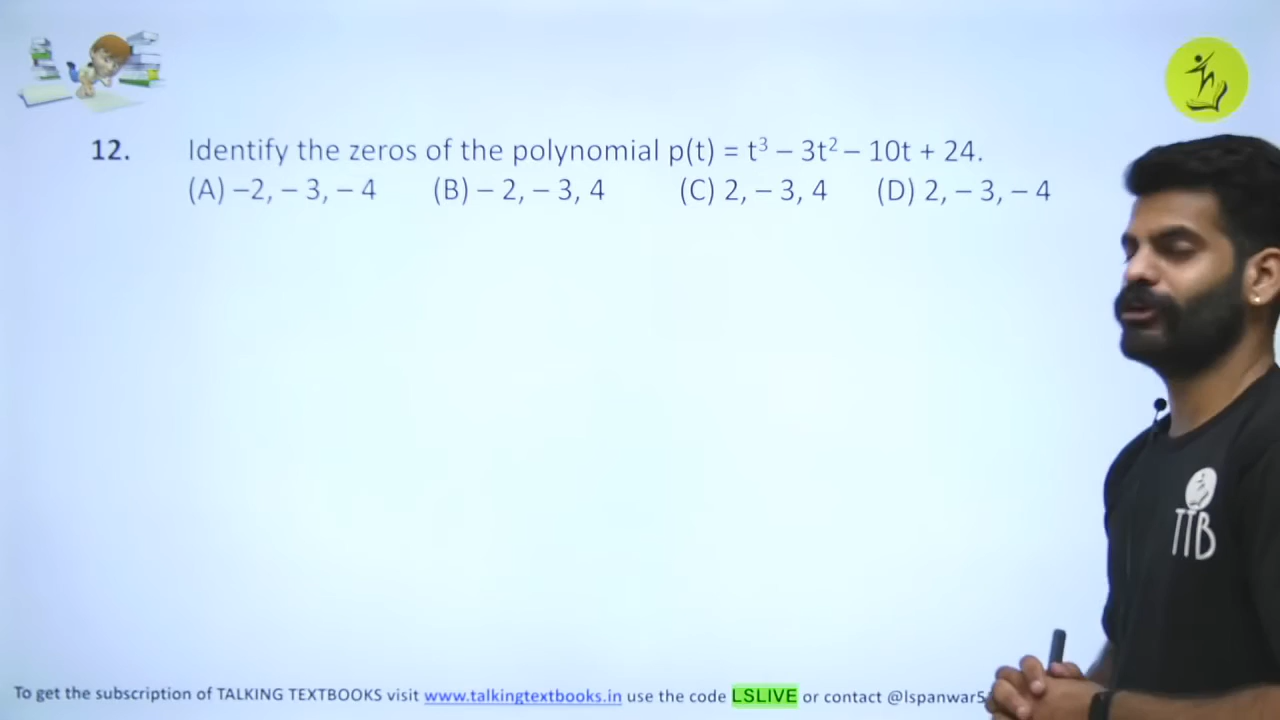 12. Identify the zeros of the polynomial p(t) = t³ – 3t² – 10t + 24.
(A) –2, – 3, – 4 (B) – 2, – 3, 4 (C) 2, – 3, 4 (D) 2, – 3, – 4
TTB
To get the subscription of TALKING TEXTBOOKS visit www.talkingtextbooks.in use the code LSLIVE or contact @lspanwar5